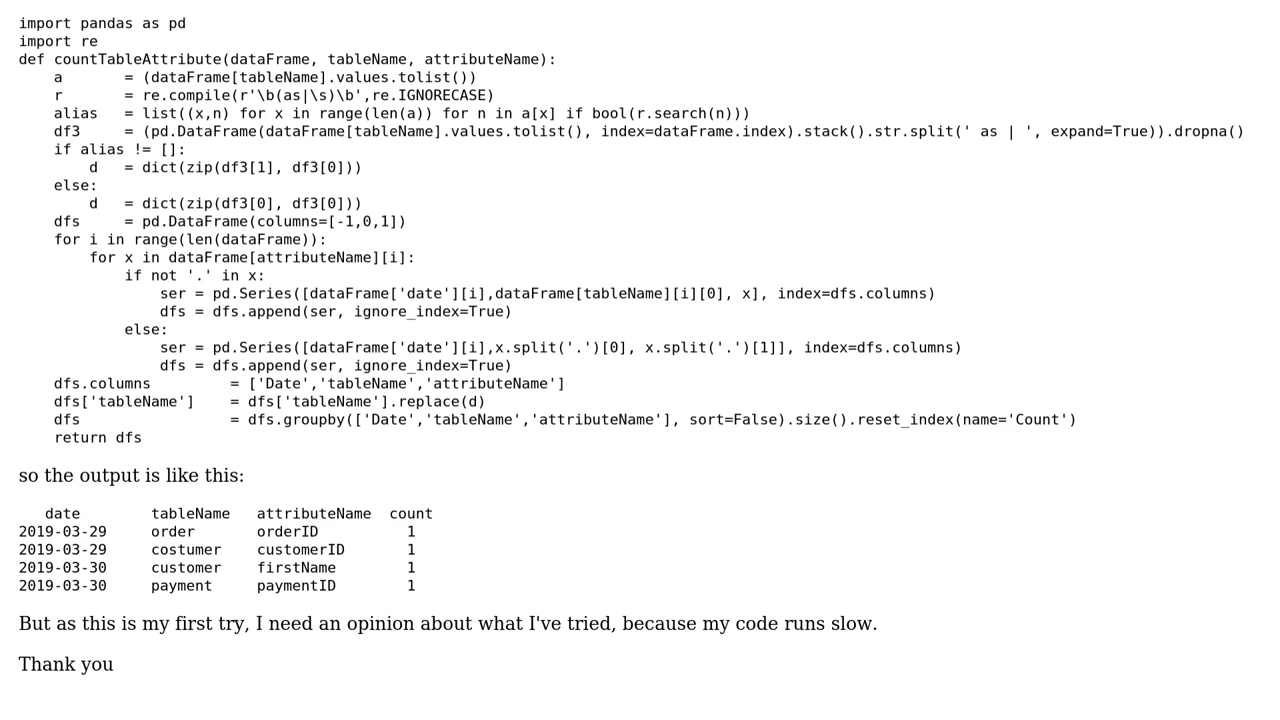 import pandas as pd
import re
def countTableAttribute(dataFrame, tableName, attributeName):
    a       = (dataFrame[tableName].values.tolist())
    r       = re.compile(r'\b(as|\s)\b',re.IGNORECASE)
    alias   = list((x,n) for x in range(len(a)) for n in a[x] if bool(r.search(n)))
    df3     = (pd.DataFrame(dataFrame[tableName].values.tolist(), index=dataFrame.index).stack().str.split(' as | ', expand=True)).dropna()
    if alias != []:
        d   = dict(zip(df3[1], df3[0]))
    else:
        d   = dict(zip(df3[0], df3[0]))
    dfs     = pd.DataFrame(columns=[-1,0,1])
    for i in range(len(dataFrame)):
        for x in dataFrame[attributeName][i]:
            if not '.' in x:
                ser = pd.Series([dataFrame['date'][i],dataFrame[tableName][i][0], x], index=dfs.columns)
                dfs = dfs.append(ser, ignore_index=True)
            else:
                ser = pd.Series([dataFrame['date'][i],x.split('.')[0], x.split('.')[1]], index=dfs.columns)
                dfs = dfs.append(ser, ignore_index=True)
    dfs.columns         = ['Date','tableName','attributeName']
    dfs['tableName']    = dfs['tableName'].replace(d)
    dfs                 = dfs.groupby(['Date','tableName','attributeName'], sort=False).size().reset_index(name='Count')
    return dfs
so the output is like this:
   date        tableName   attributeName  count
2019-03-29     order       orderID          1
2019-03-29     costumer    customerID       1
2019-03-30     customer    firstName        1
2019-03-30     payment     paymentID        1
But as this is my first try, I need an opinion about what I've tried, because my code runs slow.
Thank you